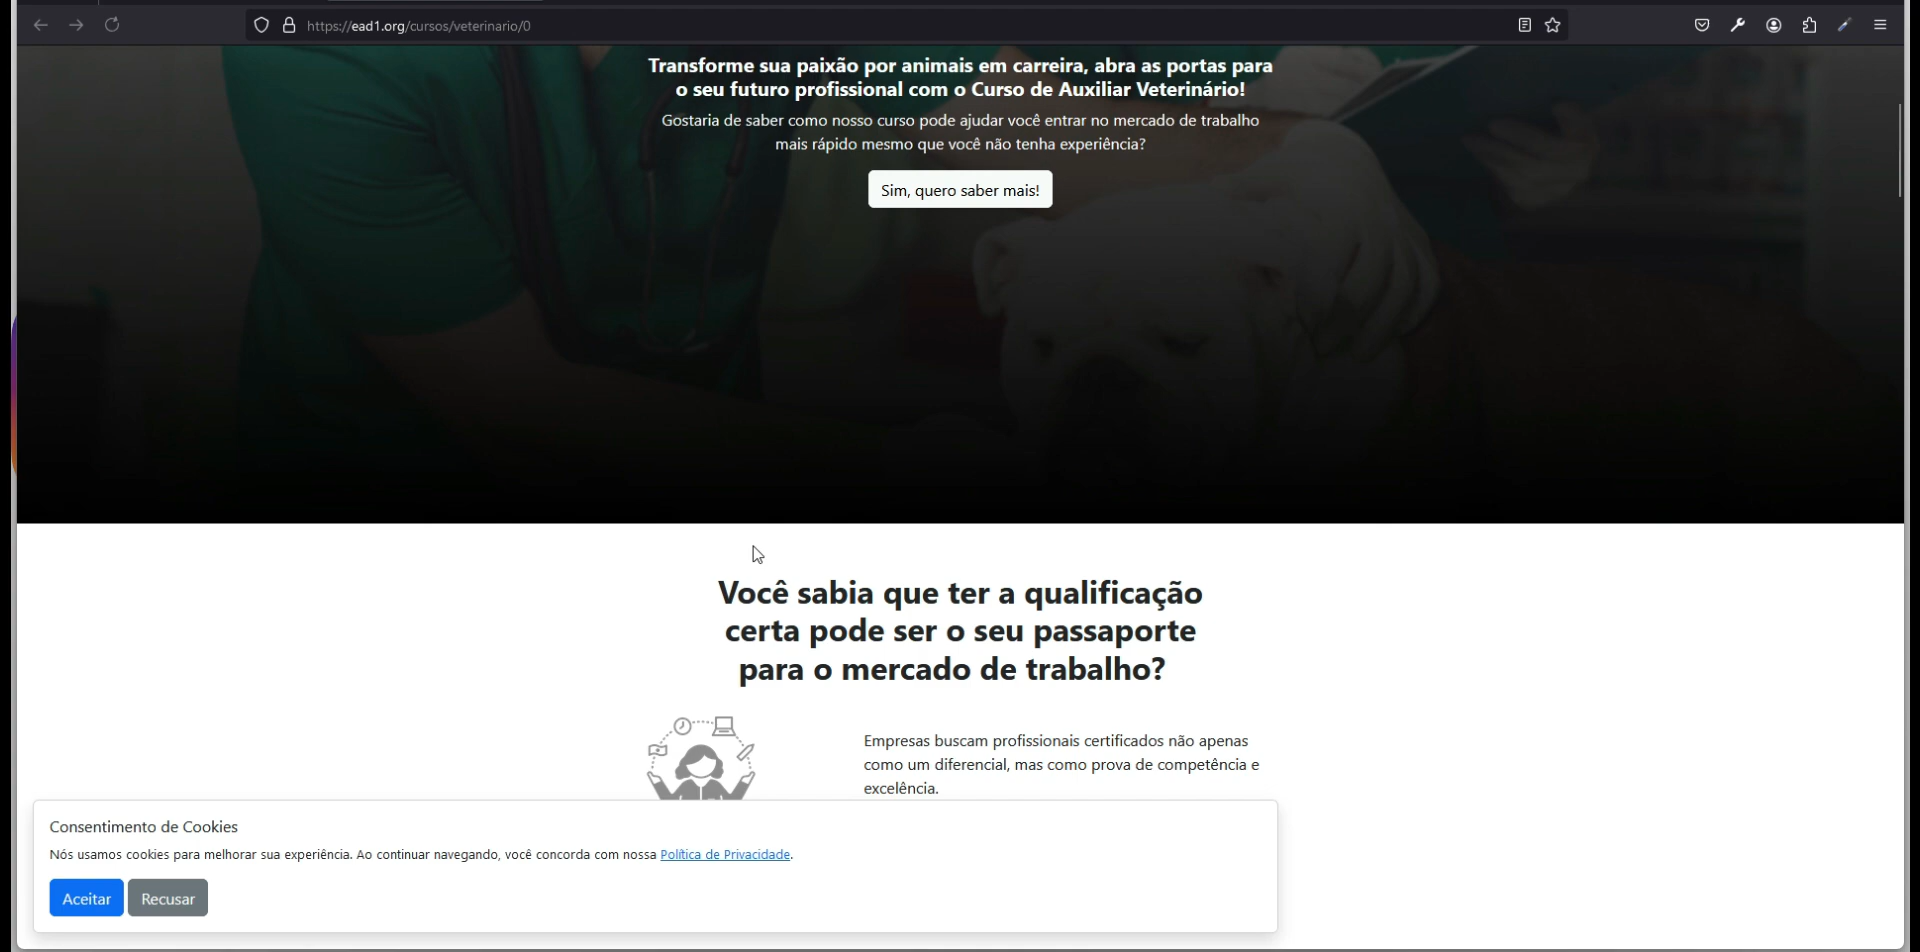 https://ead1.org/cursos/veterinario/0
Transforme sua paixão por animais em carreira, abra as portas para
o seu futuro profissional com o Curso de Auxiliar Veterinário!
Gostaria de saber como nosso curso pode ajudar você entrar no mercado de trabalho
mais rápido mesmo que você não tenha experiência?
Sim, quero saber mais!
Você sabia que ter a qualificação
certa pode ser o seu passaporte
para o mercado de trabalho?
Empresas buscam profissionais certificados não apenas
como um diferencial, mas como prova de competência e
excelência.
Consentimento de Cookies
Nós usamos cookies para melhorar sua experiência. Ao continuar navegando, você concorda com nossa Política de Privacidade.
Aceitar Recusar